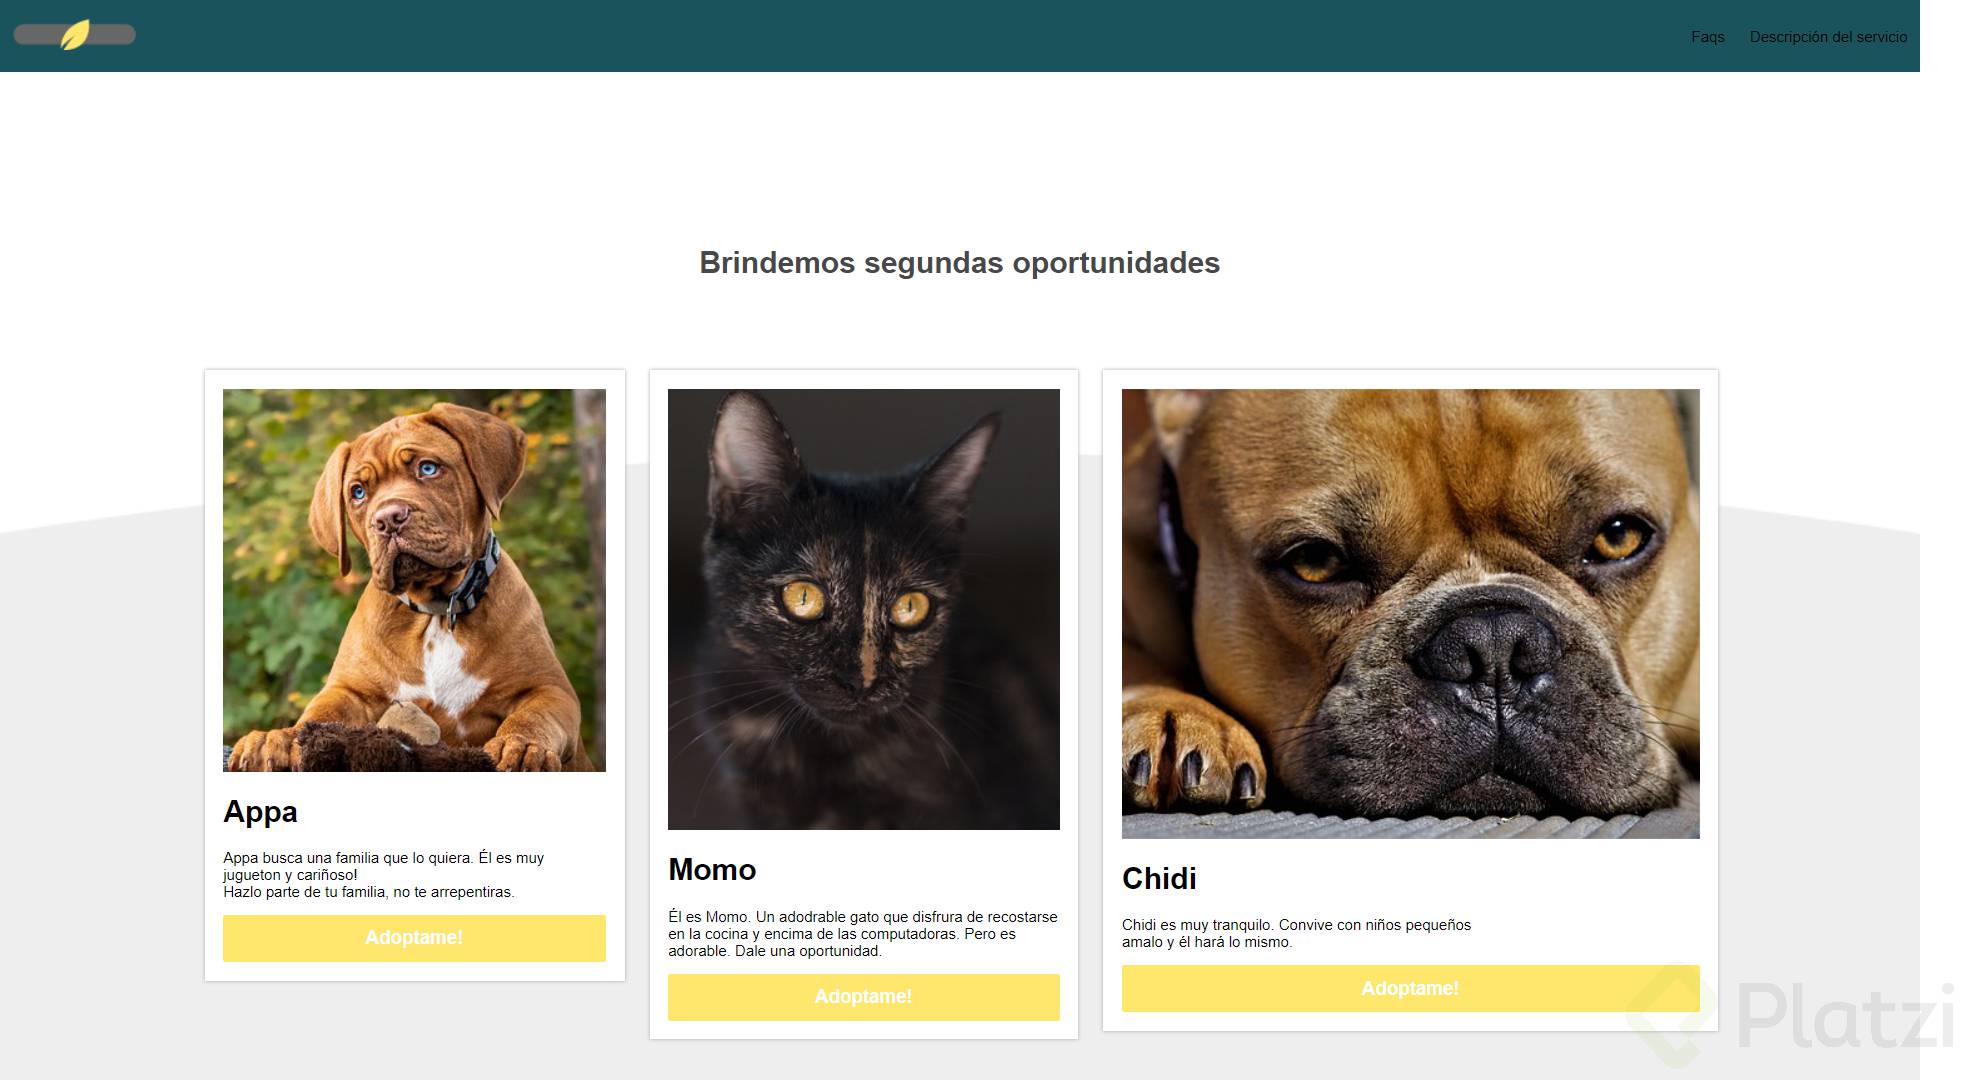 Faqs
Descripción del servicio
Brindemos segundas oportunidades
Appa
Appa busca una familia que lo quiera. Él es muy
jugueton y cariñoso!
Hazlo parte de tu familia, no te arrepentiras.
Adoptame!
Momo
Él es Momo. Un adodrable gato que disfrura de recostarse
en la cocina y encima de las computadoras. Pero es
adorable. Dale una oportunidad.
Adoptame!
Chidi
Chidi es muy tranquilo. Convive con niños pequeños
amalo y él hará lo mismo.
Adoptame!
Platzi